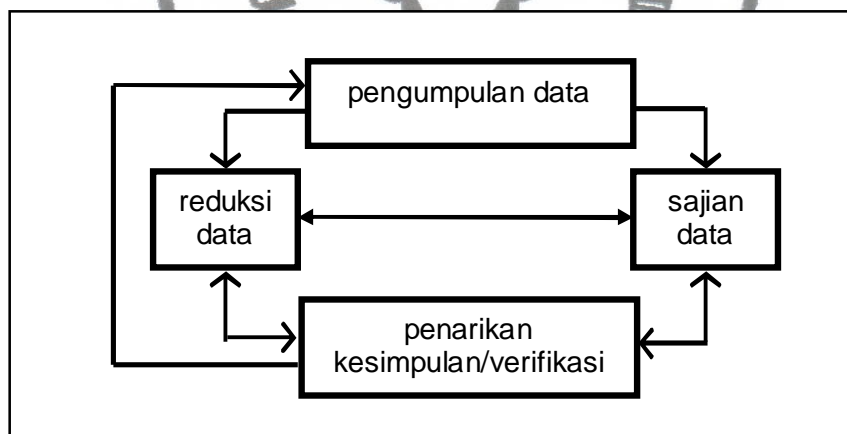 pengumpulan data
reduksi
data
sajian
data
penarikan
kesimpulan/verifikasi